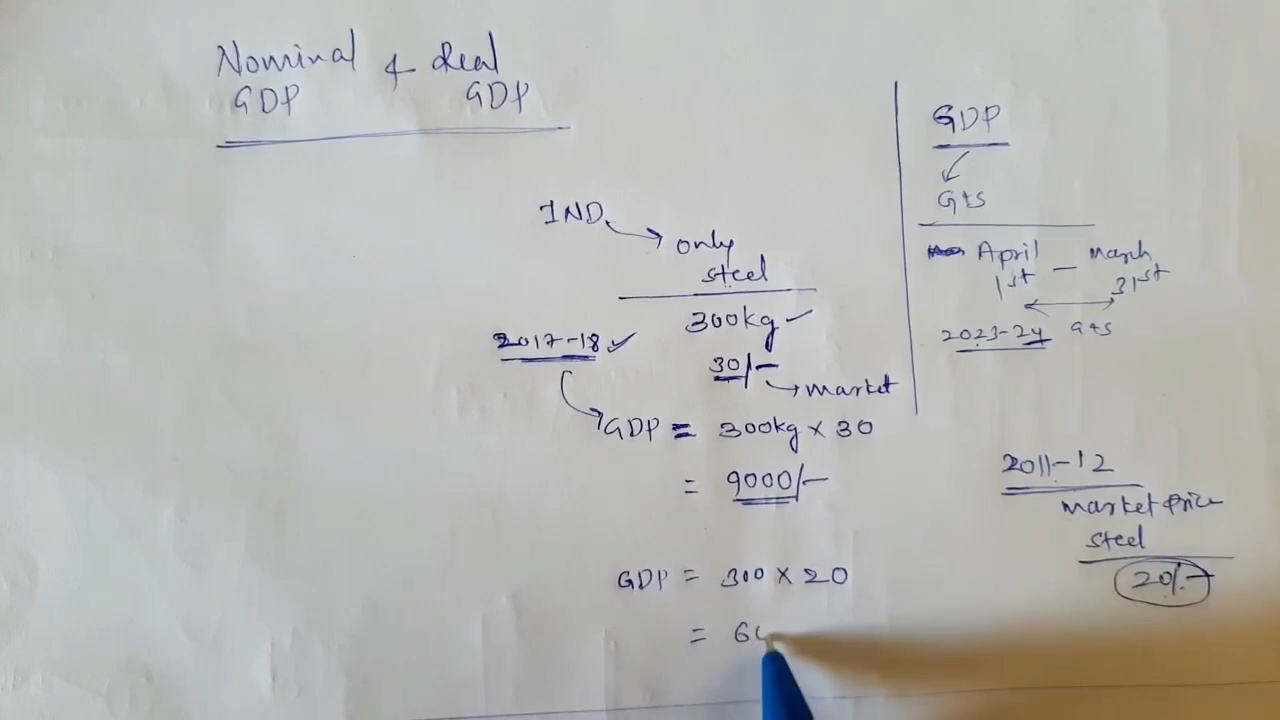 Nominal & Real
GDP GDP
IND
only
steel
300kg
2017-18
30/-
market
GDP = 300kg x 30
= 9000/-
GDP = 300 x 20
= 60
GDP
G+S
April 1st - March 31st
2023-24 G+S
2011-12
market price
steel
20/-